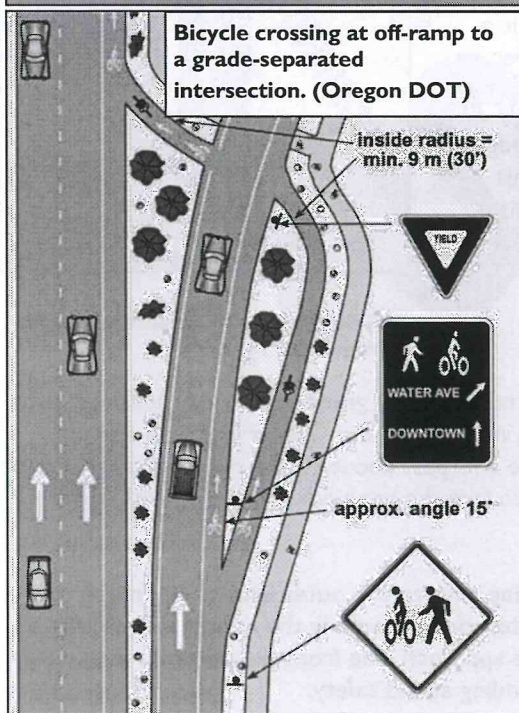 Bicycle crossing at off-ramp to
a grade-separated
intersection. (Oregon DOT)
inside radius =
min. 9 m (30')
YIELD
WATER AVE
DOWNTOWN
approx. angle 15°